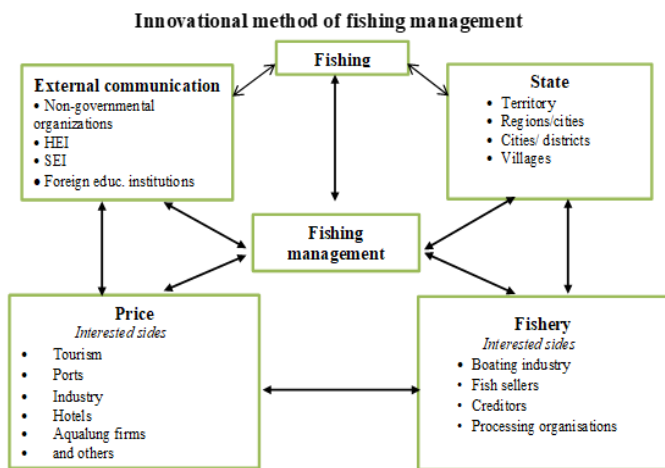 Innovational method of fishing management
Fishing
External communication
• Non-governmental
organizations
• HEI
• SEI
• Foreign educ. institutions
State
• Territory
• Regions/cities
• Cities/ districts
• Villages
Fishing
management
Price
Interested sides
• Tourism
• Ports
• Industry
• Hotels
• Aqualung firms
• and others
Fishery
Interested sides
• Boating industry
• Fish sellers
• Creditors
• Processing organisations